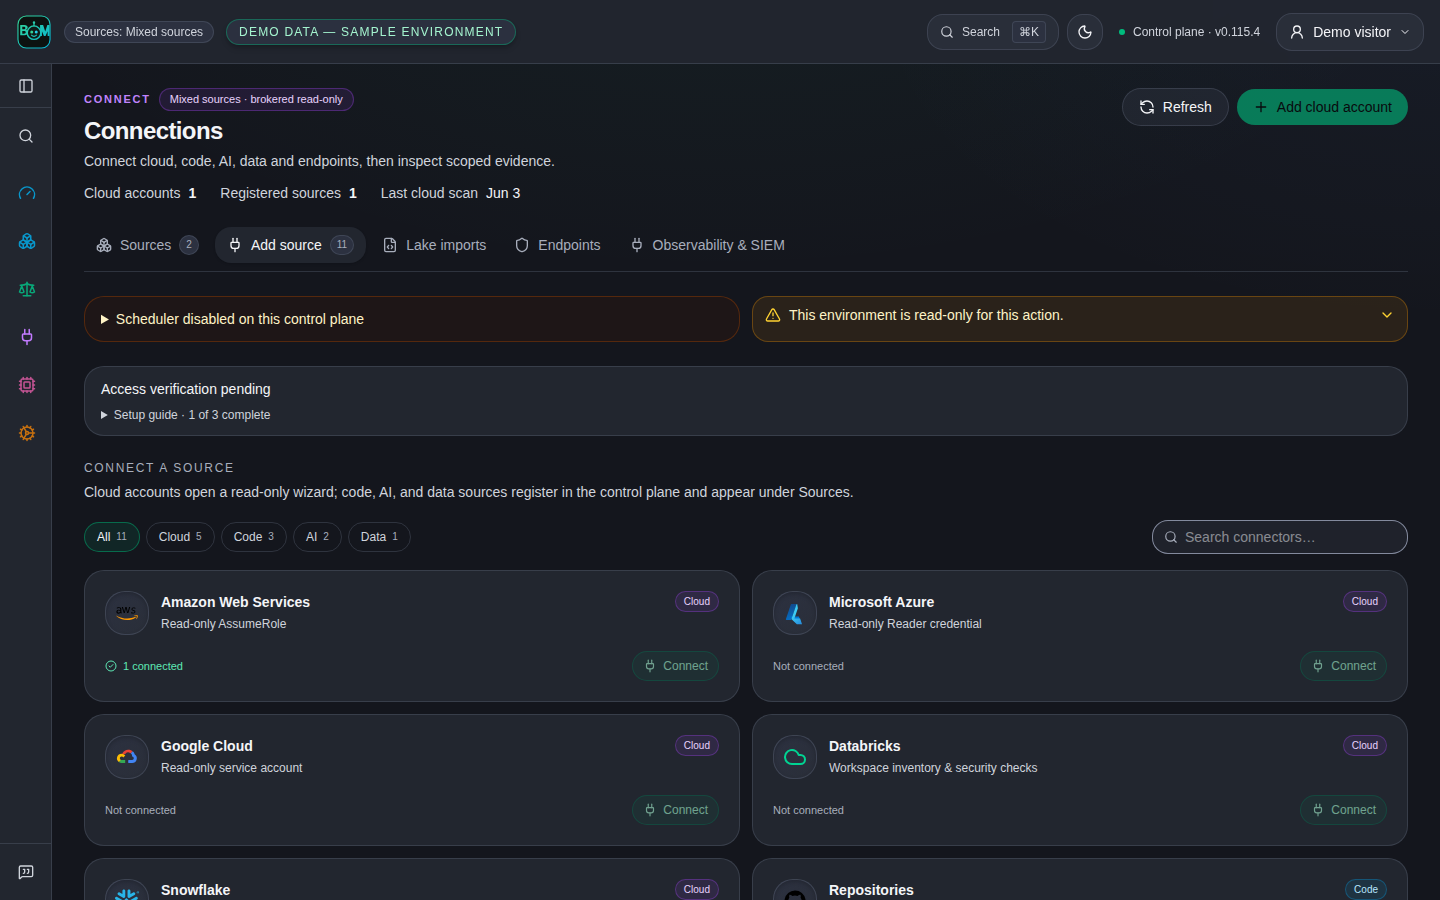 BOM
Sources: Mixed sources
DEMO DATA — SAMPLE ENVIRONMENT
Search ⌘K
Control plane · v0.115.4
Demo visitor
CONNECT
Mixed sources · brokered read-only
Connections
Connect cloud, code, AI, data and endpoints, then inspect scoped evidence.
Cloud accounts 1 Registered sources 1 Last cloud scan Jun 3
Refresh
Add cloud account
Sources 2
Add source 11
Lake imports
Endpoints
Observability & SIEM
Scheduler disabled on this control plane
This environment is read-only for this action.
Access verification pending
Setup guide · 1 of 3 complete
CONNECT A SOURCE
Cloud accounts open a read-only wizard; code, AI, and data sources register in the control plane and appear under Sources.
All 11
Cloud 5
Code 3
AI 2
Data 1
Search connectors…
aws
Amazon Web Services
Cloud
Read-only AssumeRole
1 connected
Connect
Microsoft Azure
Cloud
Read-only Reader credential
Not connected
Connect
Google Cloud
Cloud
Read-only service account
Not connected
Connect
Databricks
Cloud
Workspace inventory & security checks
Not connected
Connect
Snowflake
Cloud
Repositories
Code